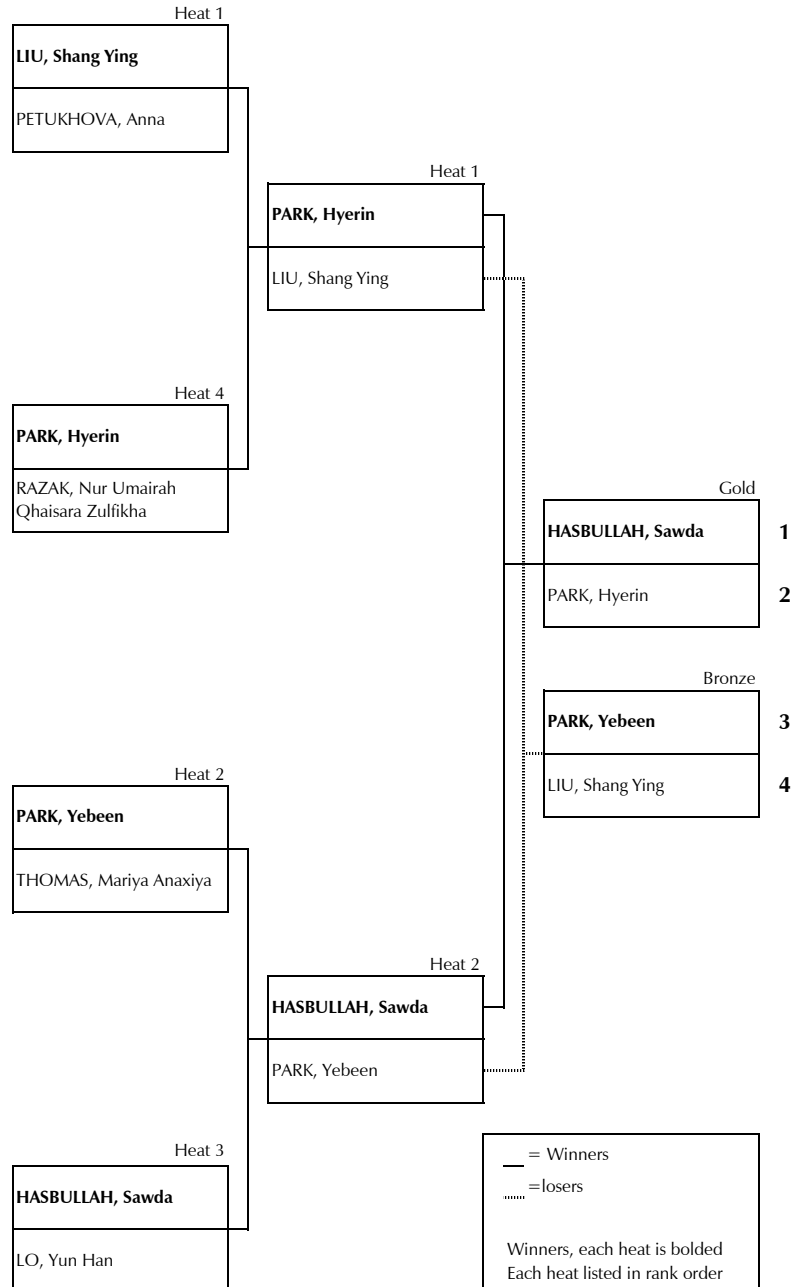 Heat 1
LIU, Shang Ying
PETUKHOVA, Anna
Heat 1
PARK, Hyerin
LIU, Shang Ying
Heat 4
PARK, Hyerin
RAZAK, Nur Umairah
Qhaisara Zulfikha
Gold
HASBULLAH, Sawda 1
PARK, Hyerin 2
Bronze
PARK, Yebeen 3
LIU, Shang Ying 4
Heat 2
PARK, Yebeen
THOMAS, Mariya Anaxiya
Heat 2
HASBULLAH, Sawda
PARK, Yebeen
Heat 3
HASBULLAH, Sawda
LO, Yun Han
= Winners
=losers
Winners, each heat is bolded
Each heat listed in rank order